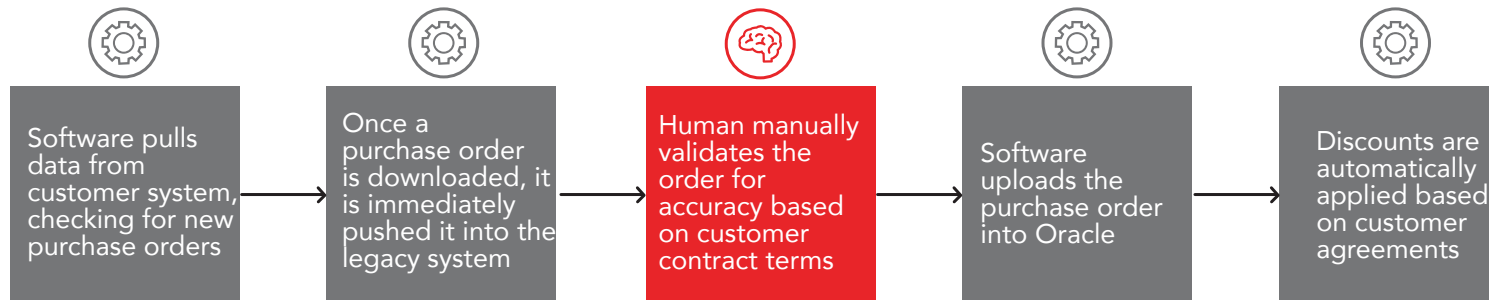 Software pulls
data from
customer system,
checking for new
purchase orders
Once a
purchase order
is downloaded, it
is immediately
pushed it into the
legacy system
Human manually
validates the
order for
accuracy based
on customer
contract terms
Software
uploads the
purchase order
into Oracle
Discounts are
automatically
applied based
on customer
agreements